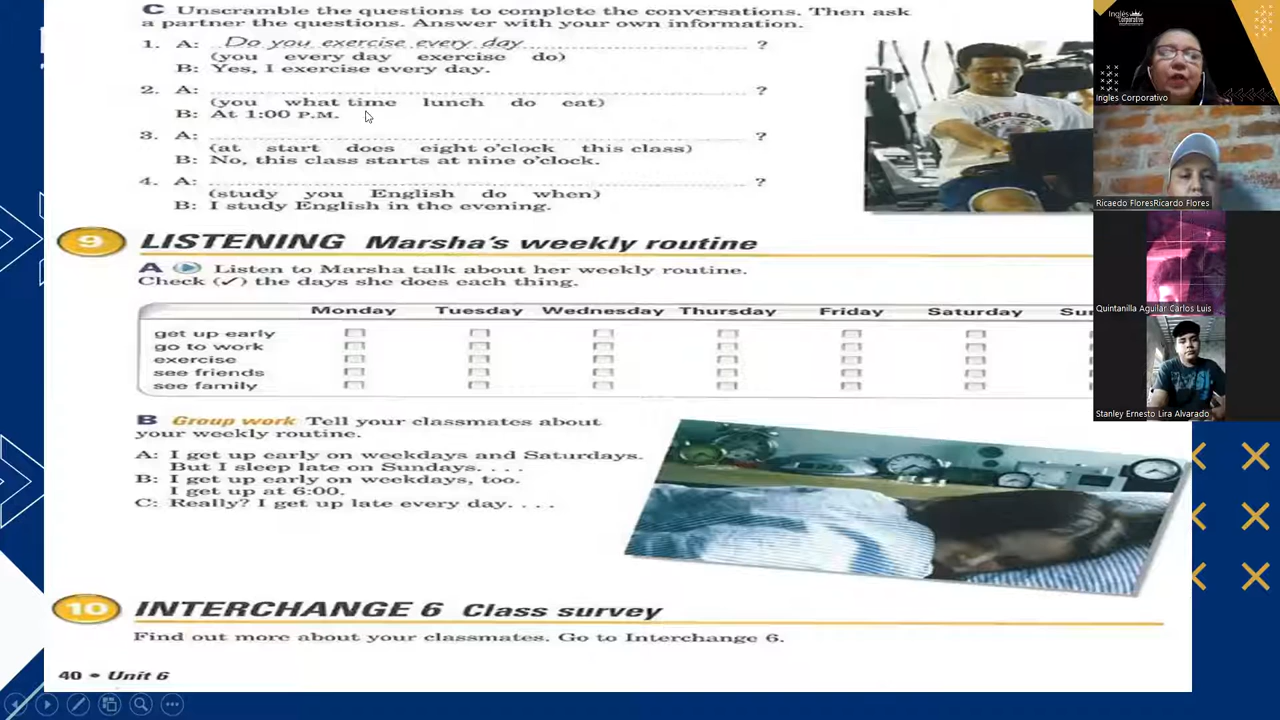 C Unscramble the questions to complete the conversations. Then ask
a partner the questions. Answer with your own information.
1. A: Do you exercise every day ?
(you every day exercise do)
B: Yes, I exercise every day.
2. A: ?
(you what time lunch do eat)
B: At 1:00 P.M.
3. A: ?
(at start does eight o'clock this class)
B: No, this class starts at nine o'clock.
4. A: ?
(study you English do when)
B: I study English in the evening.
9 LISTENING Marsha's weekly routine
A Listen to Marsha talk about her weekly routine.
Check (✓) the days she does each thing.
Monday Tuesday Wednesday Thursday Friday Saturday Sun
get up early
go to work
exercise
see friends
see family
B Group work Tell your classmates about
your weekly routine.
A: I get up early on weekdays and Saturdays.
But I sleep late on Sundays. . . .
B: I get up early on weekdays, too.
I get up at 6:00.
C: Really? I get up late every day. . . .
10 INTERCHANGE 6 Class survey
Find out more about your classmates. Go to Interchange 6.
40 • Unit 6
Inglés
Corporativo
Ingles Corporativo
Ricaedo FloresRicardo Flores
Quintanilla Aguilar Carlos Luis
Stanley Ernesto Lira Alvarado